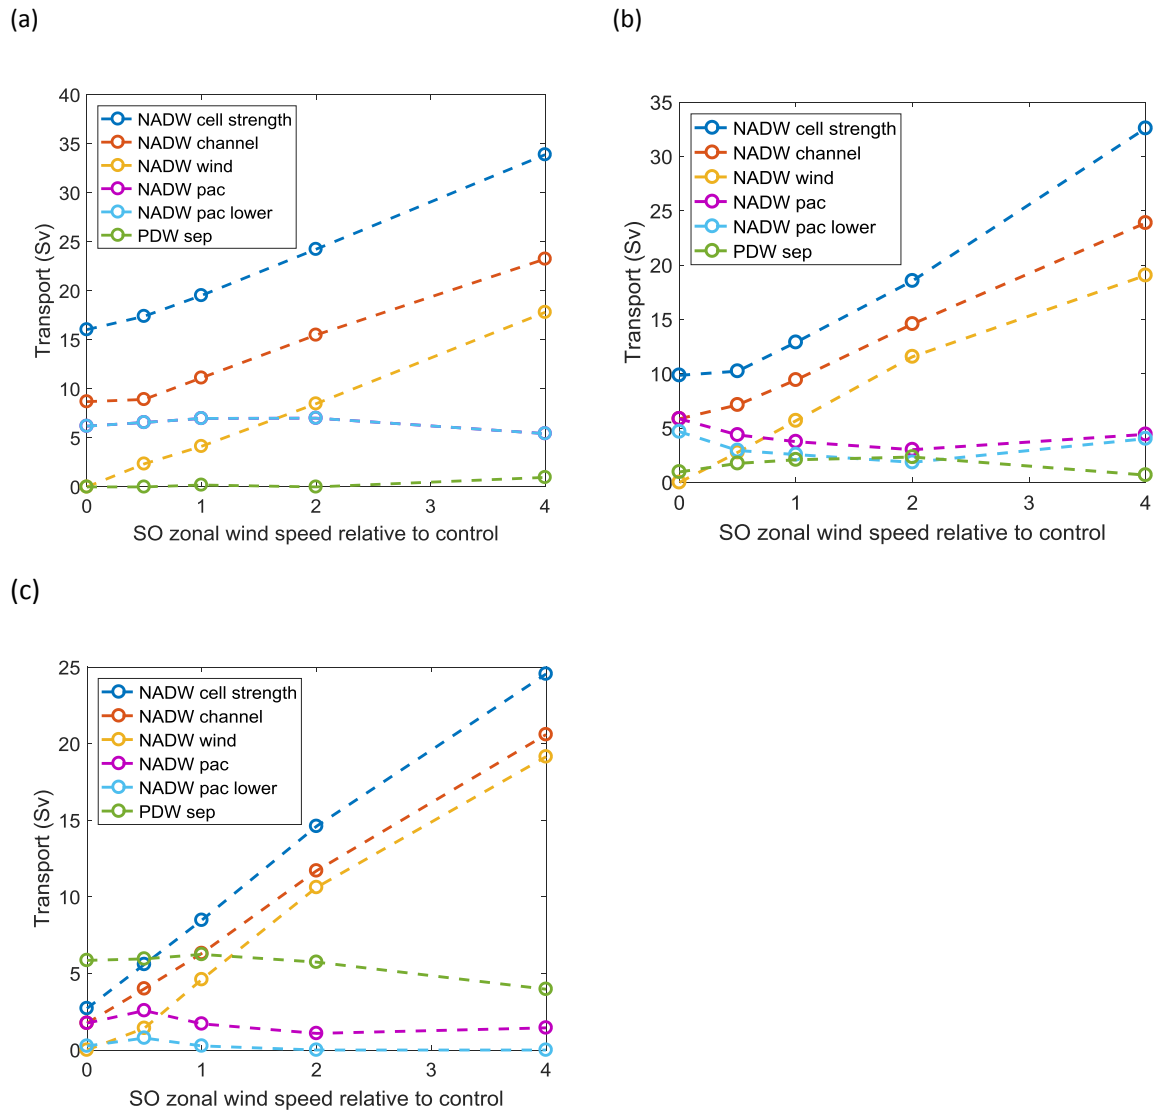 (a)
40
35
30
25
20
15
10
5
0
Transport (Sv)
NADW cell strength
NADW channel
NADW wind
NADW pac
NADW pac lower
PDW sep
0 1 2 3 4
SO zonal wind speed relative to control
(b)
35
30
25
20
15
10
5
0
Transport (Sv)
NADW cell strength
NADW channel
NADW wind
NADW pac
NADW pac lower
PDW sep
0 1 2 3 4
SO zonal wind speed relative to control
(c)
25
20
15
10
5
0
Transport (Sv)
NADW cell strength
NADW channel
NADW wind
NADW pac
NADW pac lower
PDW sep
0 1 2 3 4
SO zonal wind speed relative to control